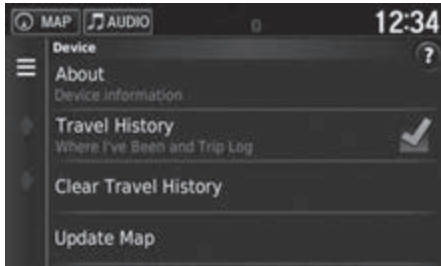 MAP AUDIO 0 12:34
Device
?
About
Device information
Travel History
Where I've Been and Trip Log
Clear Travel History
Update Map